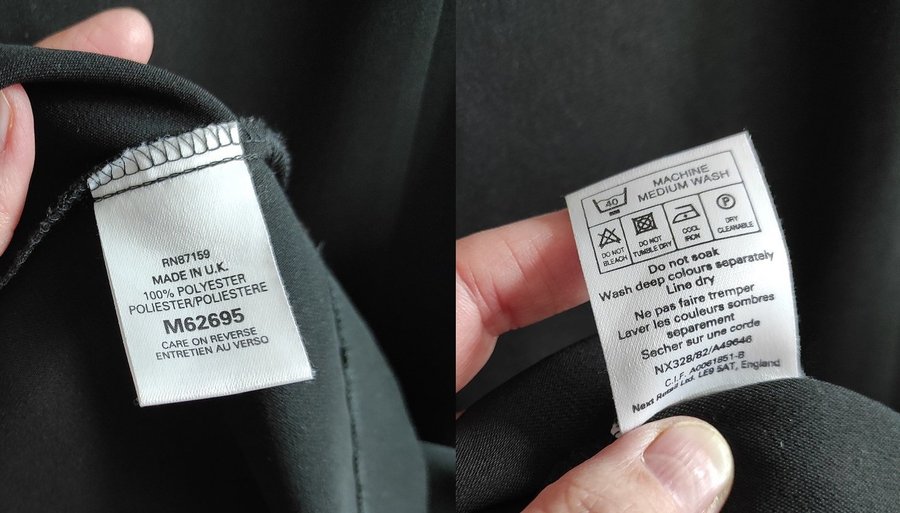 RN87159
MADE IN U.K.
100% POLYESTER
POLIESTER/POLIESTERE
M62695
CARE ON REVERSE
ENTRETIEN AU VERSO
MACHINE
MEDIUM WASH
40
P
DO NOT BLEACH
DO NOT TUMBLE DRY
COOL IRON
DRY CLEANABLE
Do not soak
Wash deep colours separately
Line dry
Ne pas faire tremper
Laver les couleurs sombres
separement
Secher sur une corde
NX328/B2/A49646
C.I.F. A0061851-B
Next Retail Ltd. LE9 5AT, England